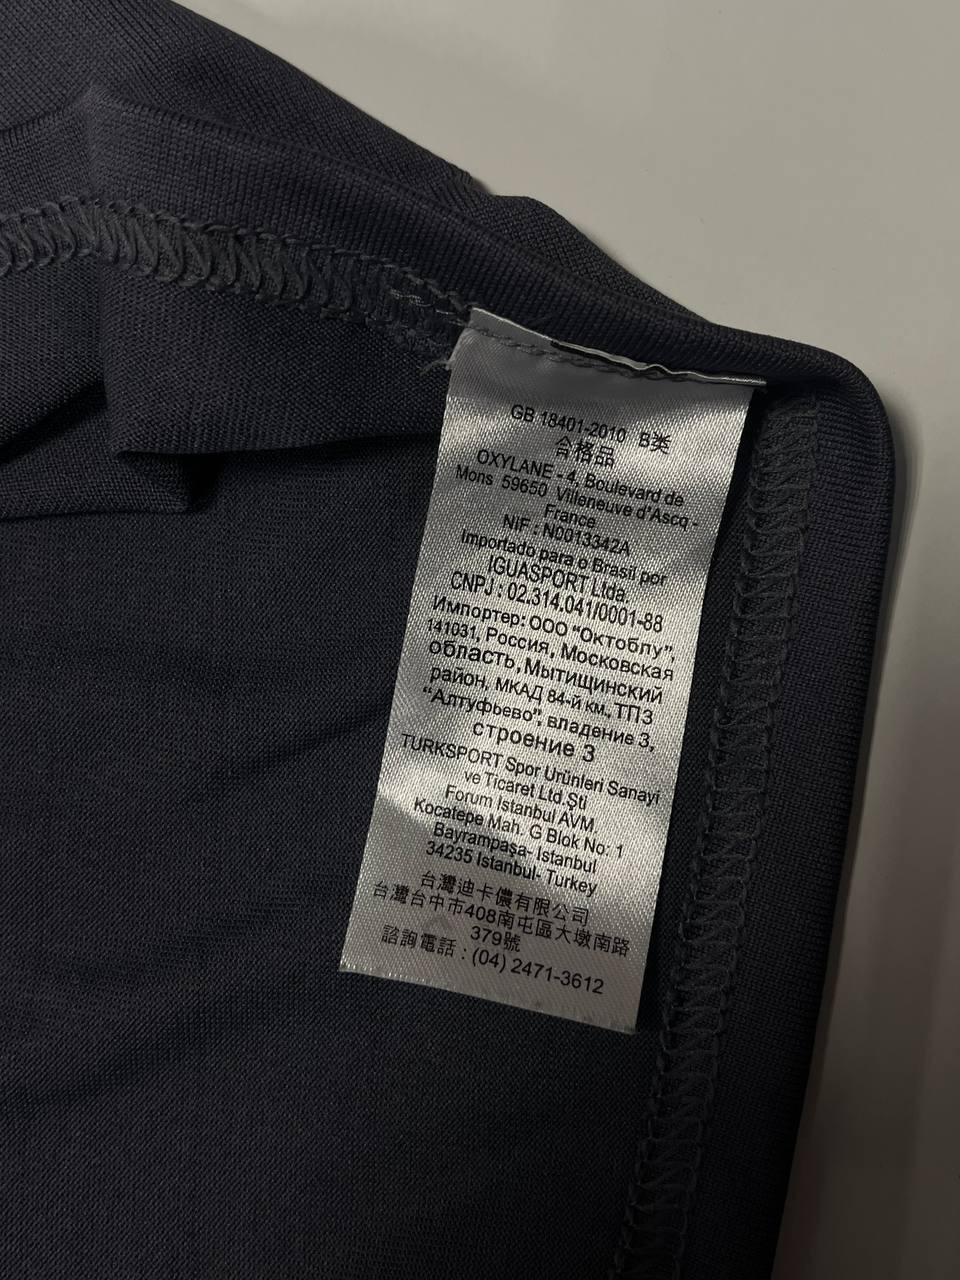 GB 18401-2010 B类
合格品
OXYLANE - 4, Boulevard de
Mons 59650 Villeneuve d'Ascq -
France
NIF : N0013342A
Importado para o Brasil por
IGUASPORT Ltda.
CNPJ : 02.314.041/0001-88
Импортер: ООО "Октоблу",
141031, Россия, Московская
область, Мытищинский
район, МКАД 84-й км., ТПЗ
"Алтуфьево", владение 3,
строение 3
TURKSPORT Spor Urünleri Sanayi
ve Ticaret Ltd.Şti
Forum Istanbul AVM,
Kocatepe Mah. G Blok No: 1
Bayrampaşa- Istanbul
34235 Istanbul- Turkey
台灣迪卡儂有限公司
台灣台中市408南屯區大墩南路
379號
諮詢電話 : (04) 2471-3612